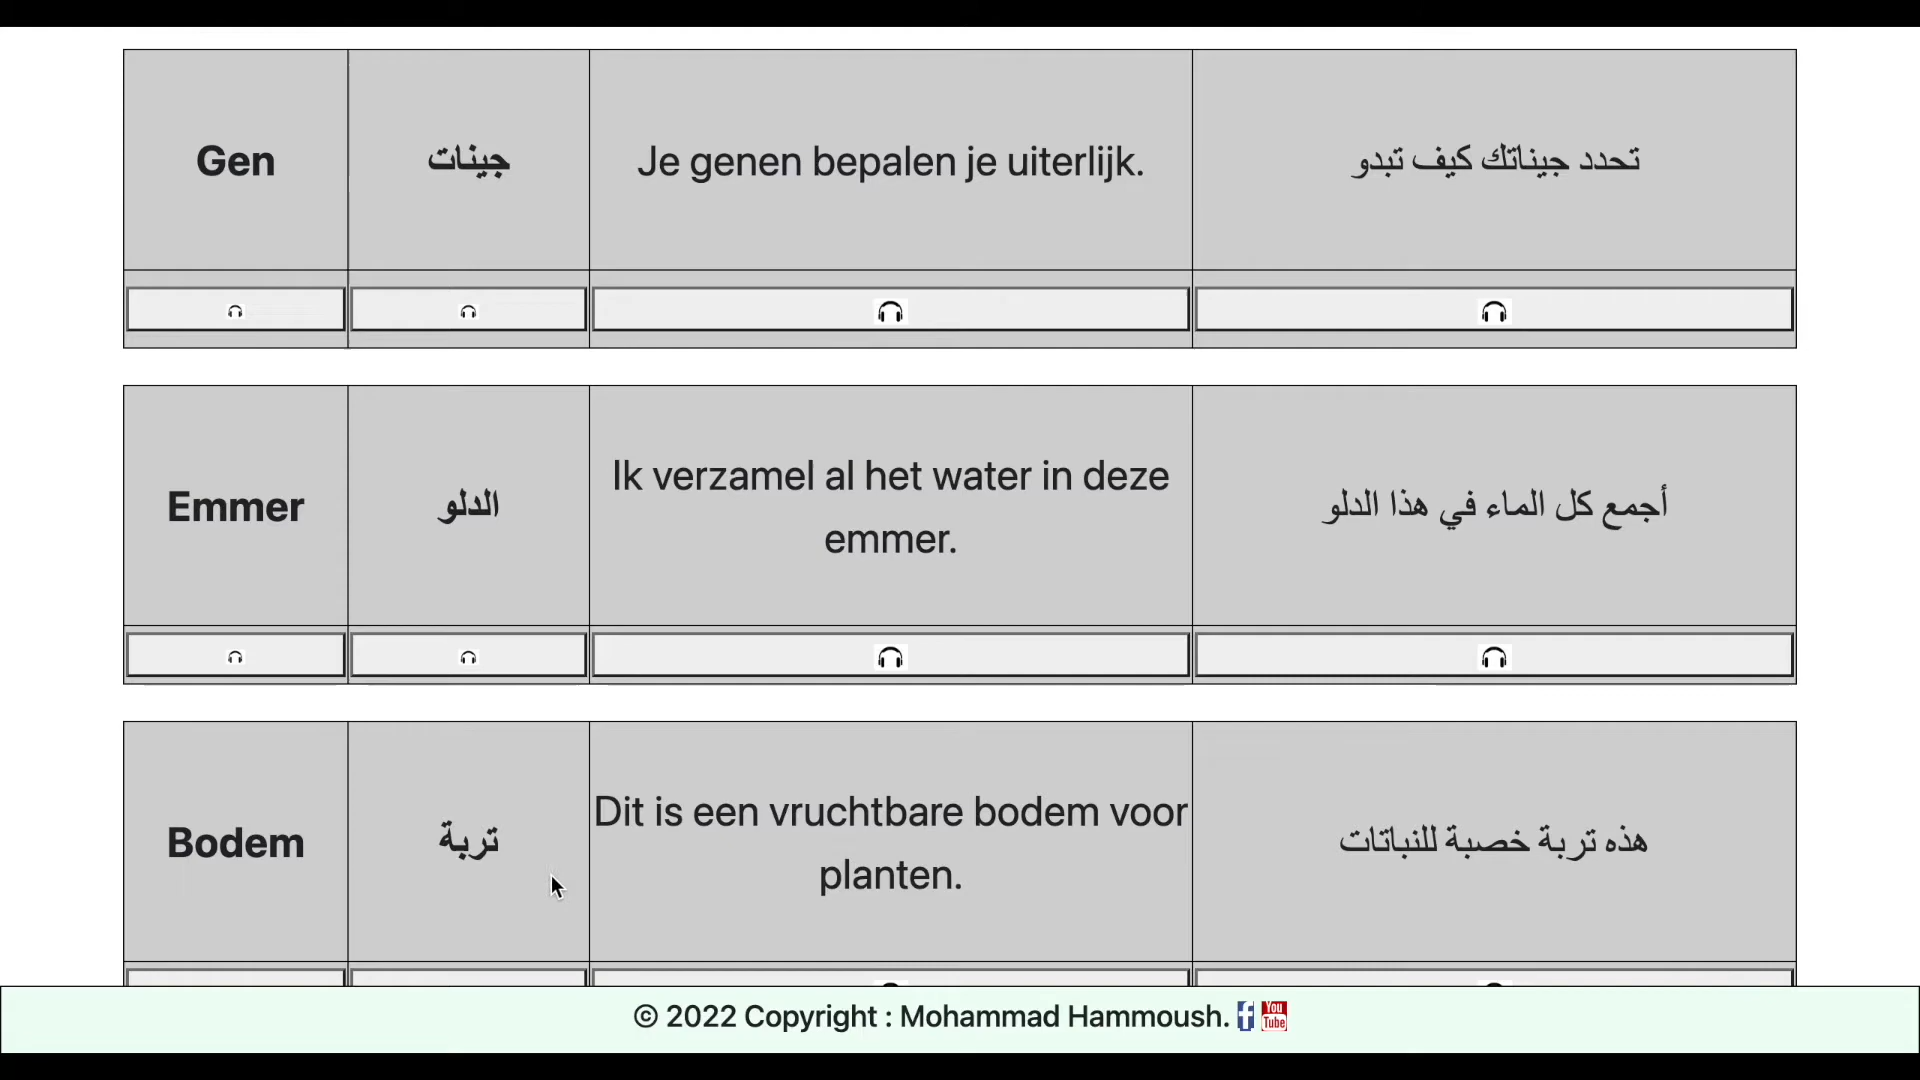 Gen
جينات
Je genen bepalen je uiterlijk.
تحدد جيناتك كيف تبدو
Emmer
الدلو
Ik verzamel al het water in deze
emmer.
أجمع كل الماء في هذا الدلو
Bodem
تربة
Dit is een vruchtbare bodem voor
planten.
هذه تربة خصبة للنباتات
© 2022 Copyright : Mohammad Hammoush. f You Tube